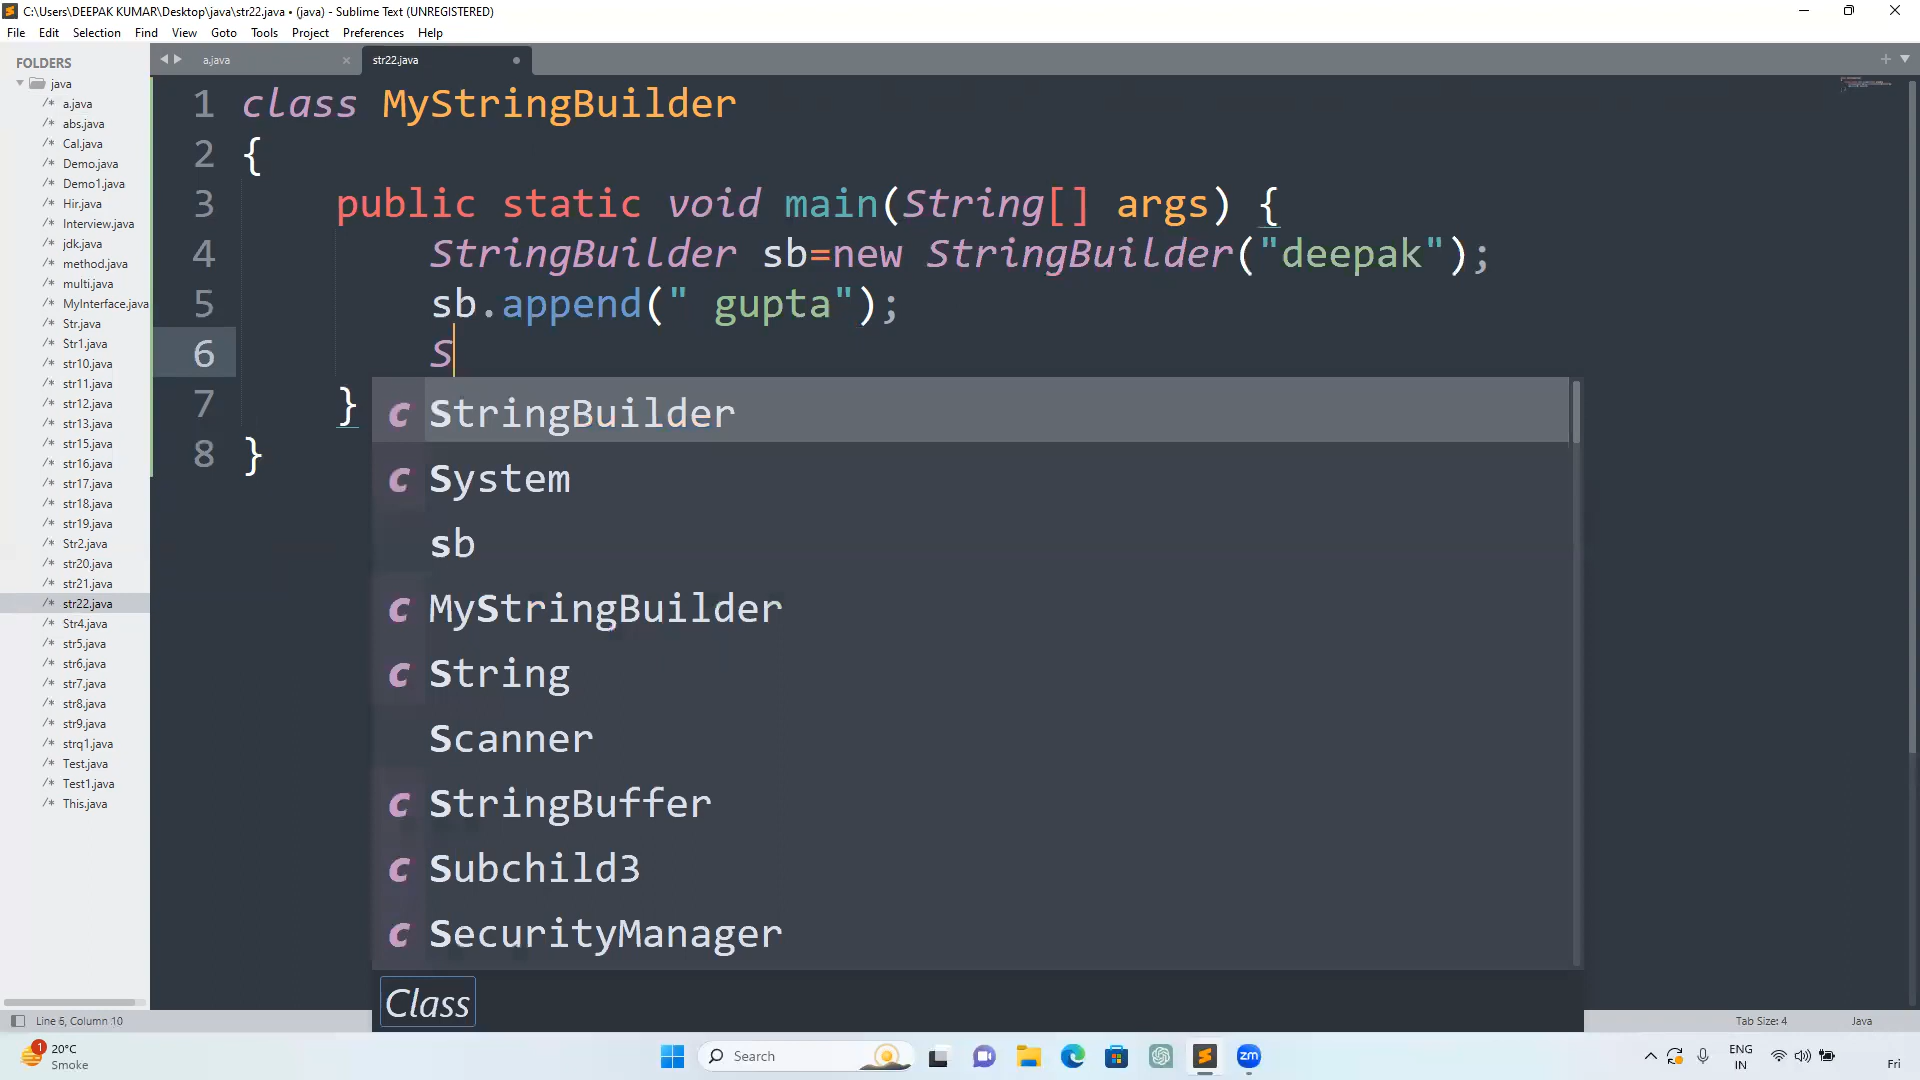 C:\Users\DEEPAK KUMAR\Desktop\java\str22.java • (java) - Sublime Text (UNREGISTERED)
File Edit Selection Find View Goto Tools Project Preferences Help
FOLDERS
java
/* a.java
/* abs.java
/* Cal.java
/* Demo.java
/* Demo1.java
/* Hir.java
/* Interview.java
/* jdk.java
/* method.java
/* multi.java
/* MyInterface.java
/* Str.java
/* Str1.java
/* str10.java
/* str11.java
/* str12.java
/* str13.java
/* str15.java
/* str16.java
/* str17.java
/* str18.java
/* str19.java
/* Str2.java
/* str20.java
/* str21.java
/* str22.java
/* Str4.java
/* str5.java
/* str6.java
/* str7.java
/* str8.java
/* str9.java
/* strq1.java
/* Test.java
/* Test1.java
/* This.java
a.java str22.java
1 class MyStringBuilder
2 {
3 public static void main(String[] args) {
4 StringBuilder sb=new StringBuilder("deepak");
5 sb.append(" gupta");
6 S
7 }
8 }
c StringBuilder
c System
sb
c MyStringBuilder
c String
Scanner
c StringBuffer
c Subchild3
c SecurityManager
Class
Line 6, Column 10
Tab Size: 4 Java
1 20°C
Smoke
Search
zm
ENG
IN
Fri